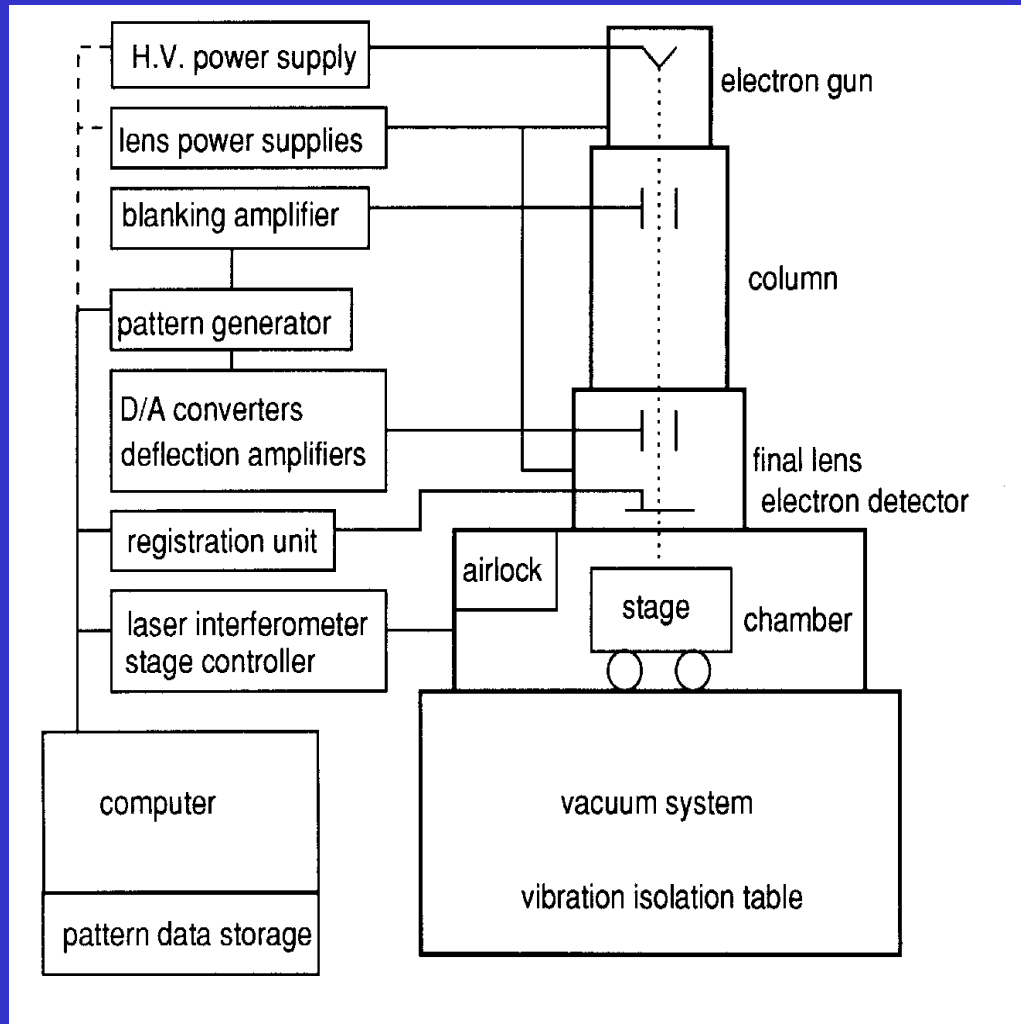 H.V. power supply
electron gun
lens power supplies
blanking amplifier
column
pattern generator
D/A converters
deflection amplifiers
final lens
electron detector
registration unit
airlock
stage
chamber
laser interferometer
stage controller
computer
vacuum system
vibration isolation table
pattern data storage